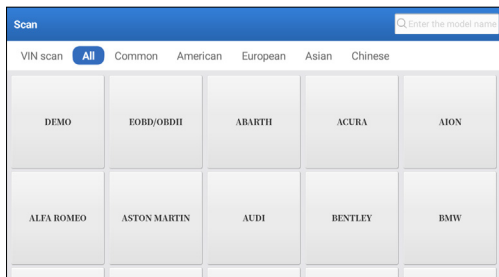 Scan
Enter the model name
VIN scan All Common American European Asian Chinese
DEMO EOBD/OBDII ABARTH ACURA AION
ALFA ROMEO ASTON MARTIN AUDI BENTLEY BMW